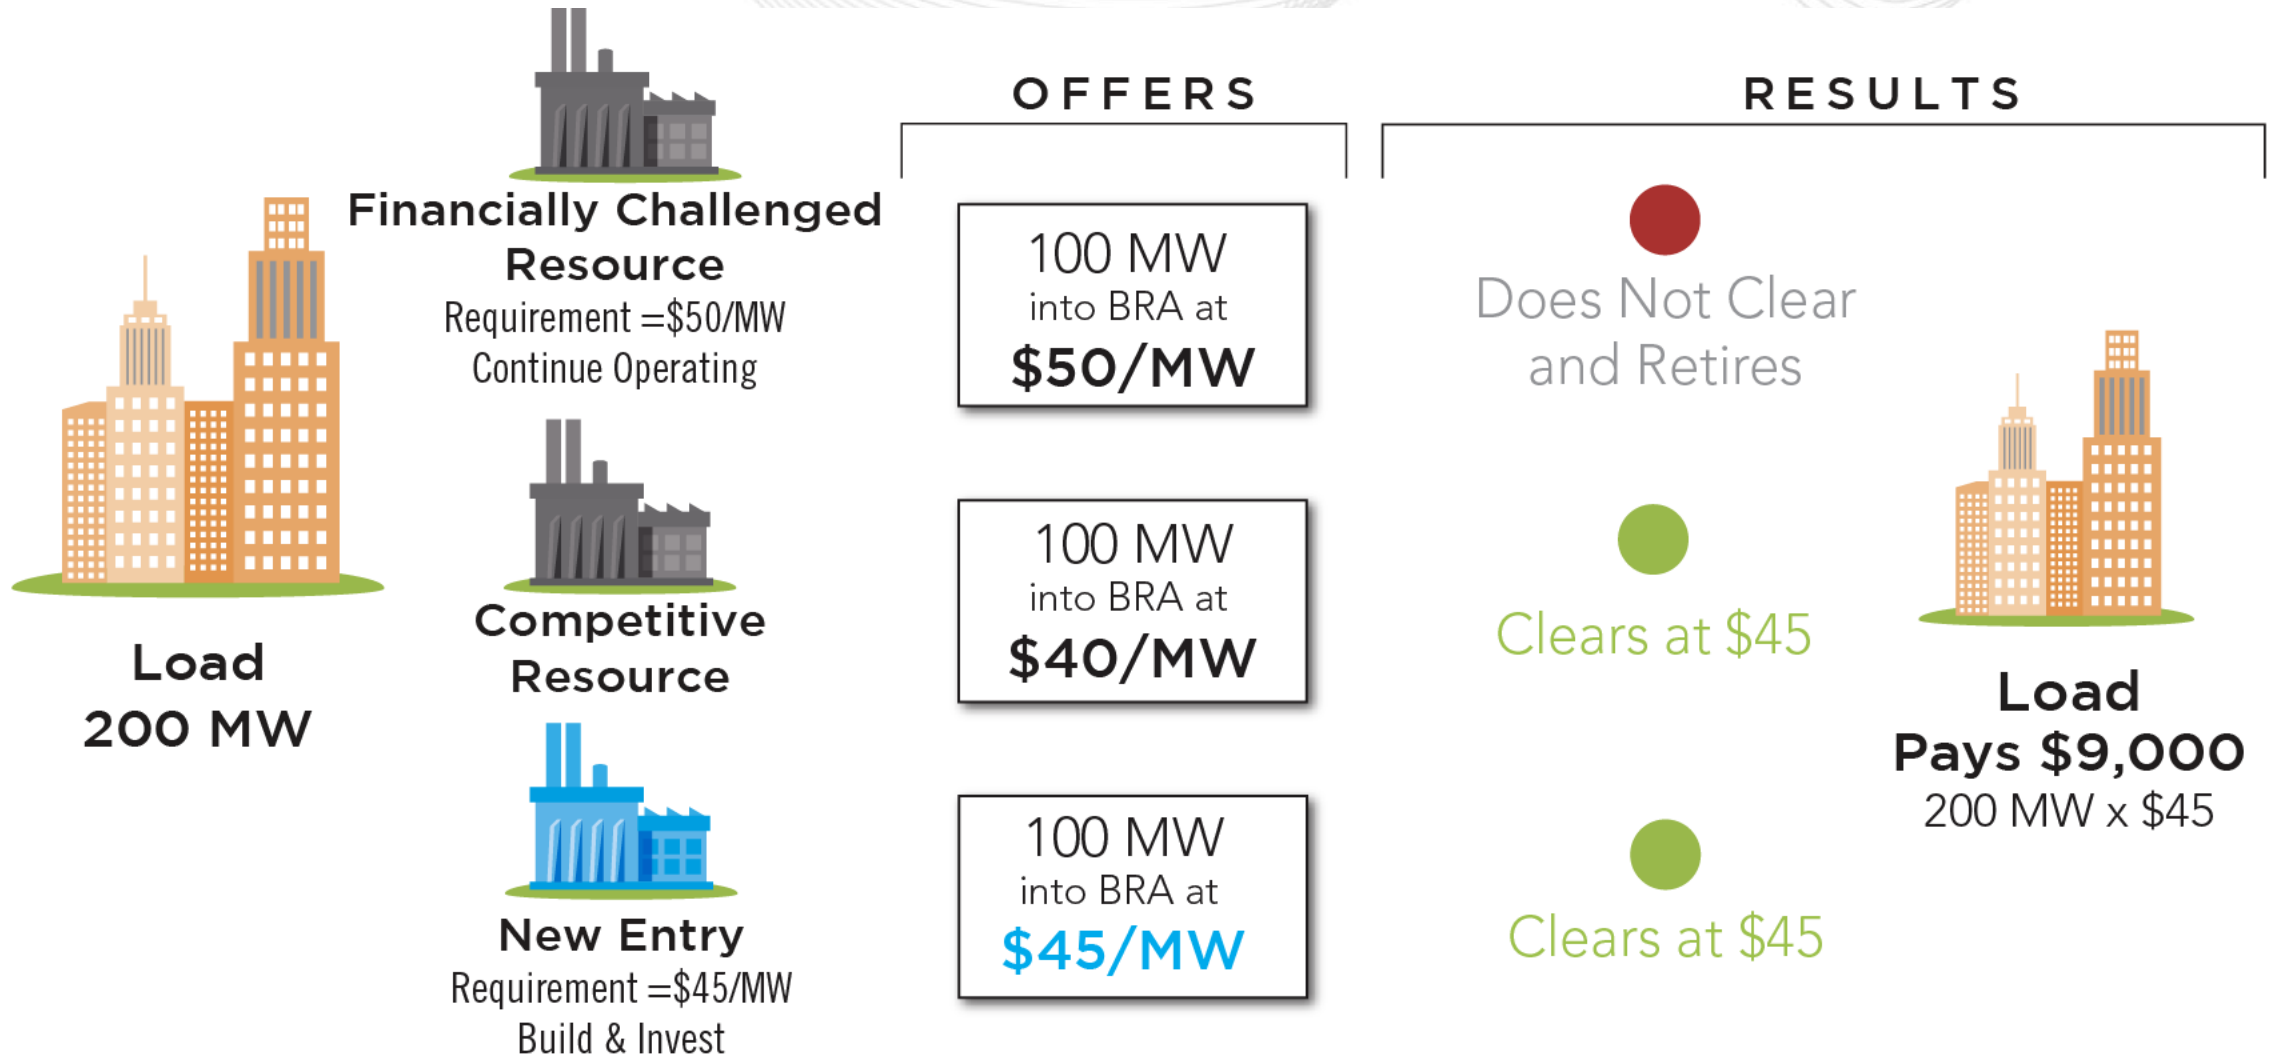 OFFERS
RESULTS
Financially Challenged
Resource
Requirement =$50/MW
Continue Operating
100 MW
into BRA at
$50/MW
Does Not Clear
and Retires
Load
200 MW
Competitive
Resource
100 MW
into BRA at
$40/MW
Clears at $45
New Entry
Requirement =$45/MW
Build & Invest
100 MW
into BRA at
$45/MW
Clears at $45
Load
Pays $9,000
200 MW x $45